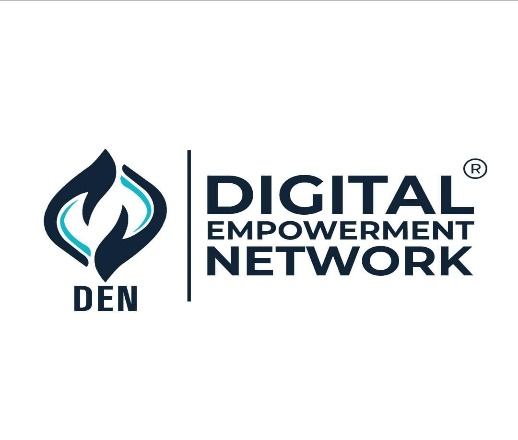 DEN
DIGITAL ®
EMPOWERMENT
NETWORK